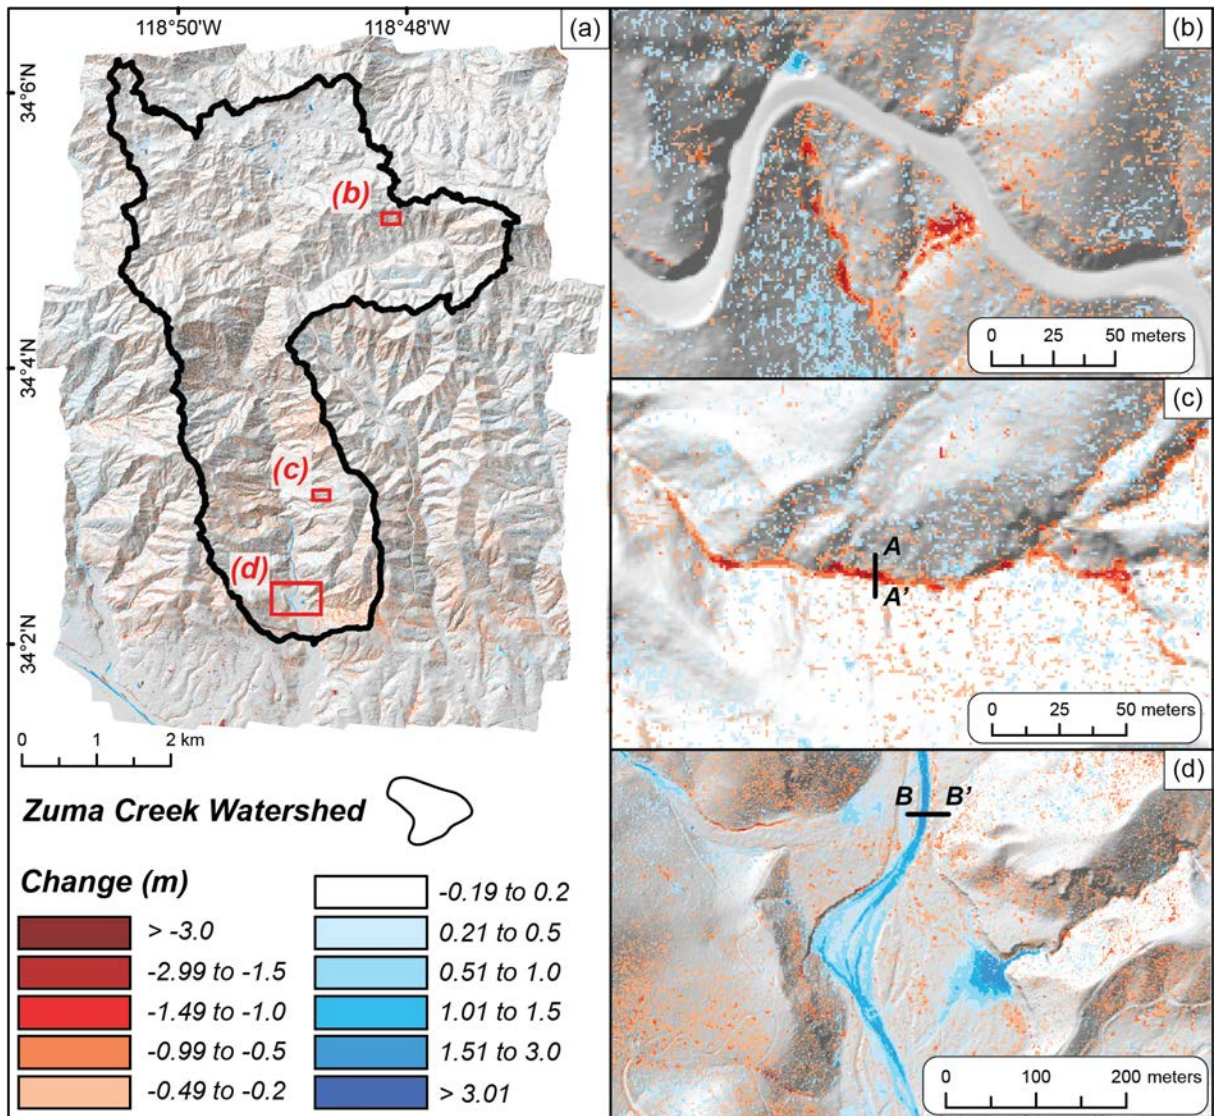 118°50'W
118°48'W
(a)
34°6'N
34°4'N
34°2'N
(b)
(c)
(d)
0 1 2 km
Zuma Creek Watershed
Change (m)
> -3.0
-2.99 to -1.5
-1.49 to -1.0
-0.99 to -0.5
-0.49 to -0.2
-0.19 to 0.2
0.21 to 0.5
0.51 to 1.0
1.01 to 1.5
1.51 to 3.0
> 3.01
(b)
0 25 50 meters
(c)
A
A'
0 25 50 meters
(d)
B B'
0 100 200 meters